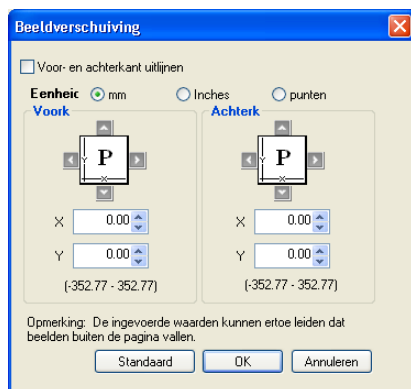 Beeldverschuiving
Voor- en achterkant uitlijnen
Eenheic mm Inches punten
Voork Achterk
P P
X 0.00 X 0.00
Y 0.00 Y 0.00
(-352.77 - 352.77) (-352.77 - 352.77)
Opmerking: De ingevoerde waarden kunnen ertoe leiden dat
beelden buiten de pagina vallen.
Standaard OK Annuleren